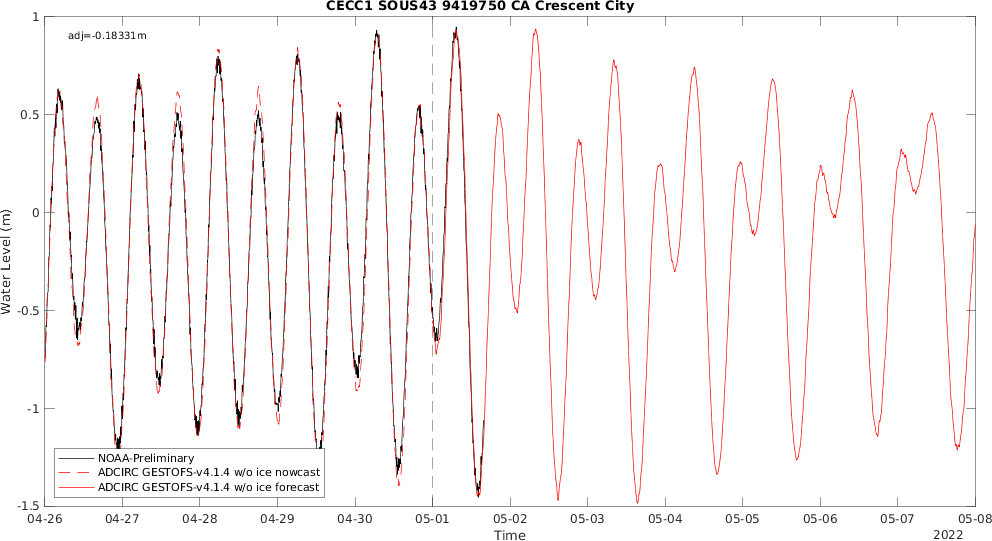 CECC1 SOUS43 9419750 CA Crescent City
adj=-0.18331m
1
0.5
0
-0.5
-1
-1.5
Water Level (m)
NOAA-Preliminary
ADCIRC GESTOFS-v4.1.4 w/o ice nowcast
ADCIRC GESTOFS-v4.1.4 w/o ice forecast
04-26 04-27 04-28 04-29 04-30 05-01 05-02 05-03 05-04 05-05 05-06 05-07 05-08
Time
2022